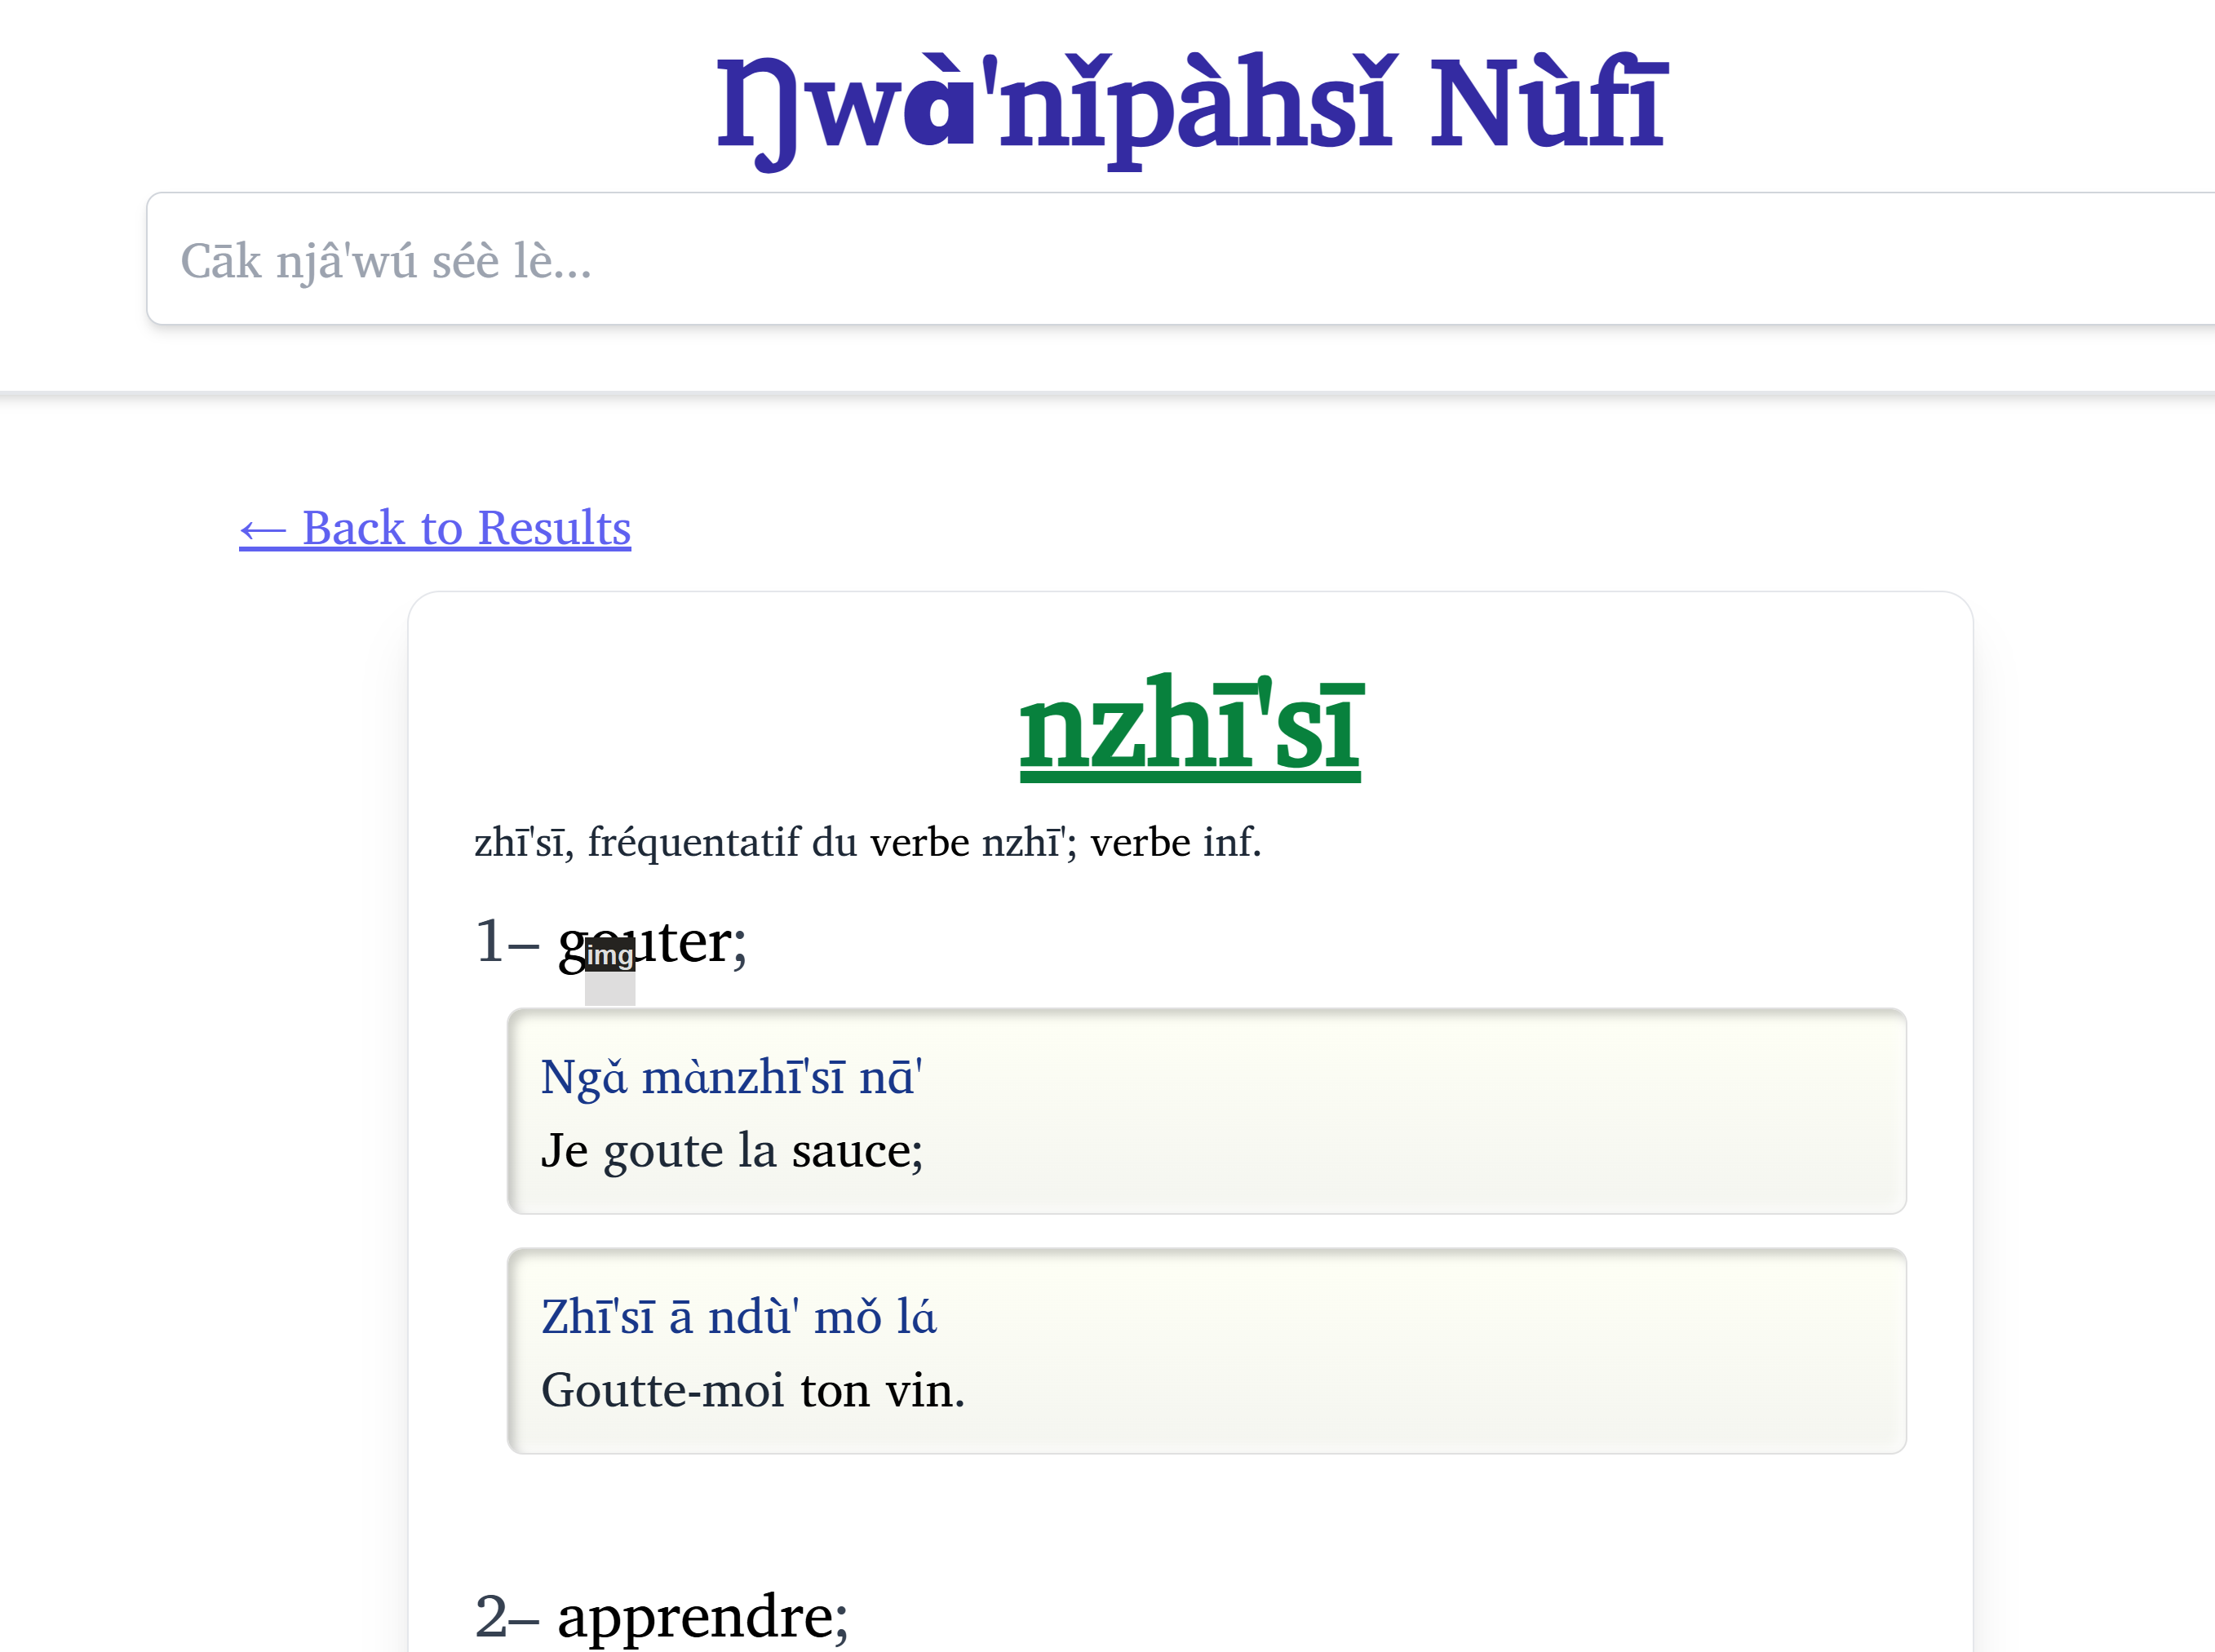 Ŋwɑ̀'nǐpàhsǐ Nùfī
Cāk njâ'wú séè lè...
← Back to Results
nzhī'sī
zhī'sī, fréquentatif du verbe nzhī'; verbe inf.
1– gouter;
img
Ngɑ̌ mɑ̀nzhī'sī nɑ̄'
Je goute la sauce;
Zhī'sī ā ndù' mǒ lɑ́
Goutte-moi ton vin.
2– apprendre;